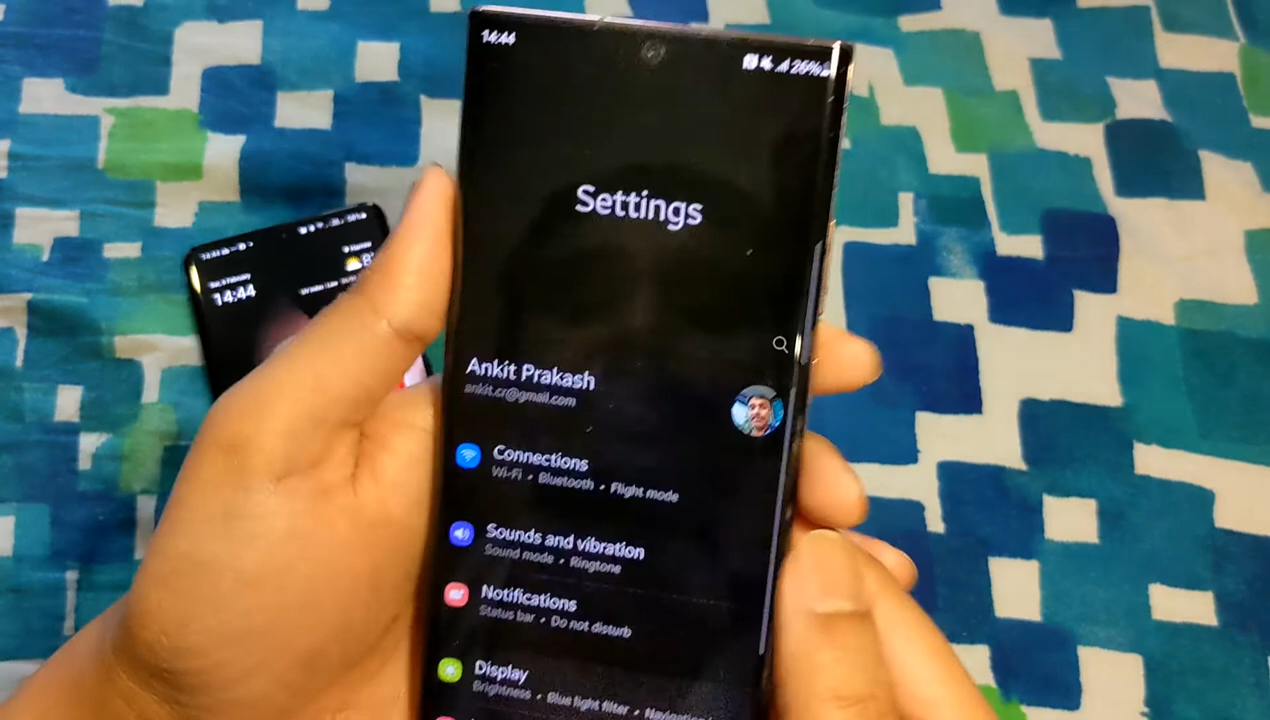 14:44
25%
Settings
Ankit Prakash
ankit.cr@gmail.com
Connections
Wi-Fi • Bluetooth • Flight mode
Sounds and vibration
Sound mode • Ringtone
Notifications
Status bar • Do not disturb
Display
Brightness • Blue light filter •
14:44